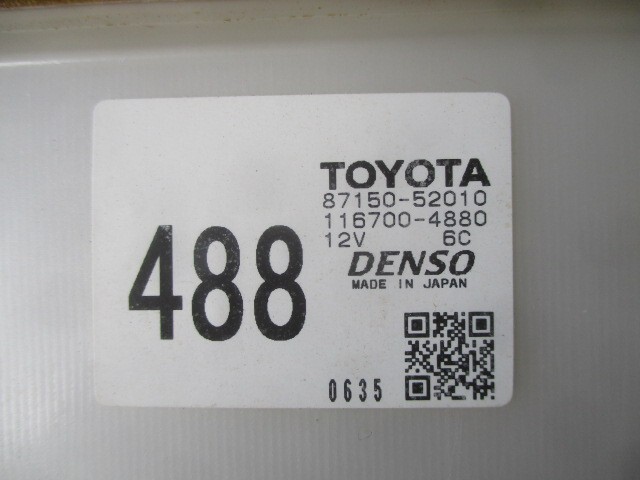 488
TOYOTA
87150-52010
116700-4880
12V 6C
DENSO
MADE IN JAPAN
0635